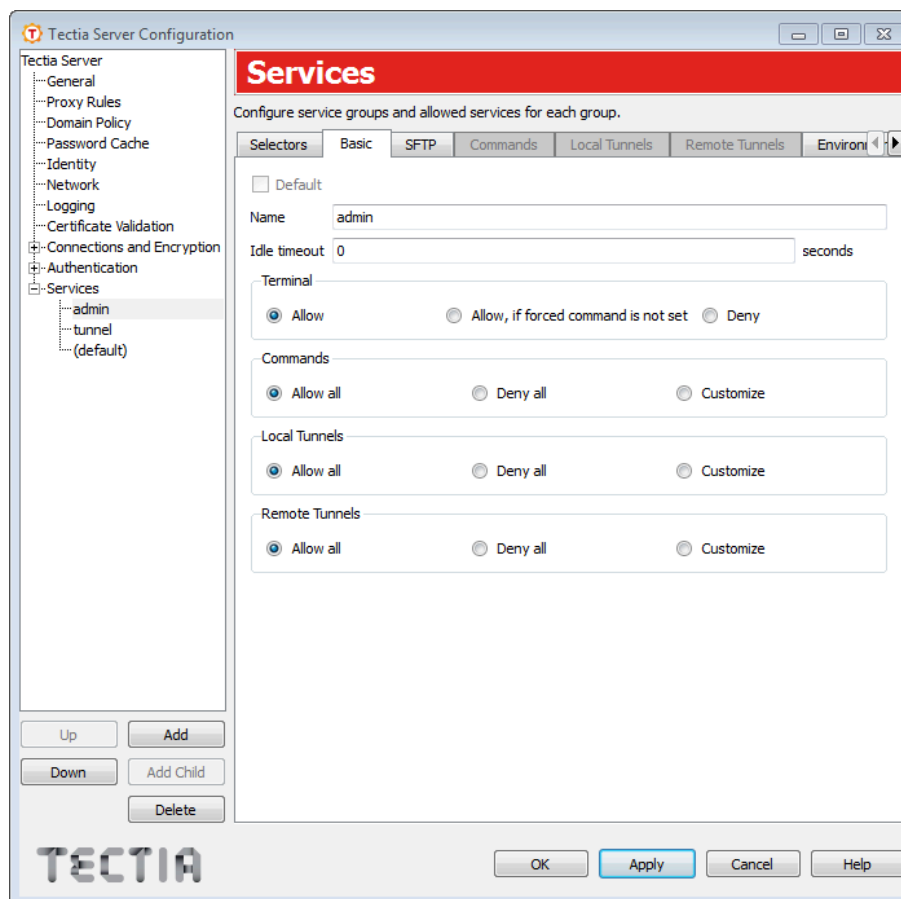 Tectia Server Configuration
Tectia Server
General
Proxy Rules
Domain Policy
Password Cache
Identity
Network
Logging
Certificate Validation
Connections and Encryption
Authentication
Services
admin
tunnel
(default)
Up
Add
Down
Add Child
Delete
Services
Configure service groups and allowed services for each group.
Selectors Basic SFTP Commands Local Tunnels Remote Tunnels Environ
Default
Name admin
Idle timeout 0 seconds
Terminal
Allow Allow, if forced command is not set Deny
Commands
Allow all Deny all Customize
Local Tunnels
Allow all Deny all Customize
Remote Tunnels
Allow all Deny all Customize
TECTIA
OK Apply Cancel Help